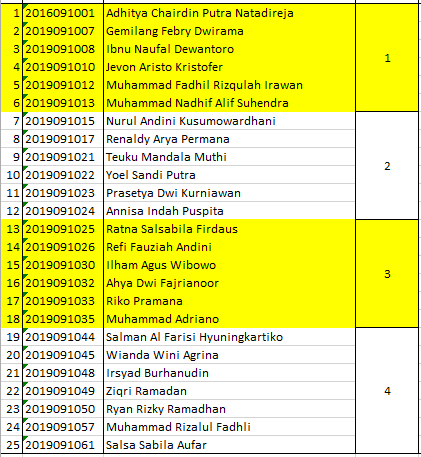 1 2016091001 Adhitya Chairdin Putra Natadireja
2 2019091007 Gemilang Febry Dwirama
3 2019091008 Ibnu Naufal Dewantoro
4 2019091010 Jevon Aristo Kristofer
5 2019091012 Muhammad Fadhil Rizqulah Irawan
6 2019091013 Muhammad Nadhif Alif Suhendra
1
7 2019091015 Nurul Andini Kusumowardhani
8 2019091017 Renaldy Arya Permana
9 2019091021 Teuku Mandala Muthi
10 2019091022 Yoel Sandi Putra
11 2019091023 Prasetya Dwi Kurniawan
12 2019091024 Annisa Indah Puspita
2
13 2019091025 Ratna Salsabila Firdaus
14 2019091026 Refi Fauziah Andini
15 2019091030 Ilham Agus Wibowo
16 2019091032 Ahya Dwi Fajrianoor
17 2019091033 Riko Pramana
18 2019091035 Muhammad Adriano
3
19 2019091044 Salman Al Farisi Hyuningkartiko
20 2019091045 Wianda Wini Agrina
21 2019091048 Irsyad Burhanudin
22 2019091049 Ziqri Ramadan
23 2019091050 Ryan Rizky Ramadhan
24 2019091057 Muhammad Rizalul Fadhli
25 2019091061 Salsa Sabila Aufar
4